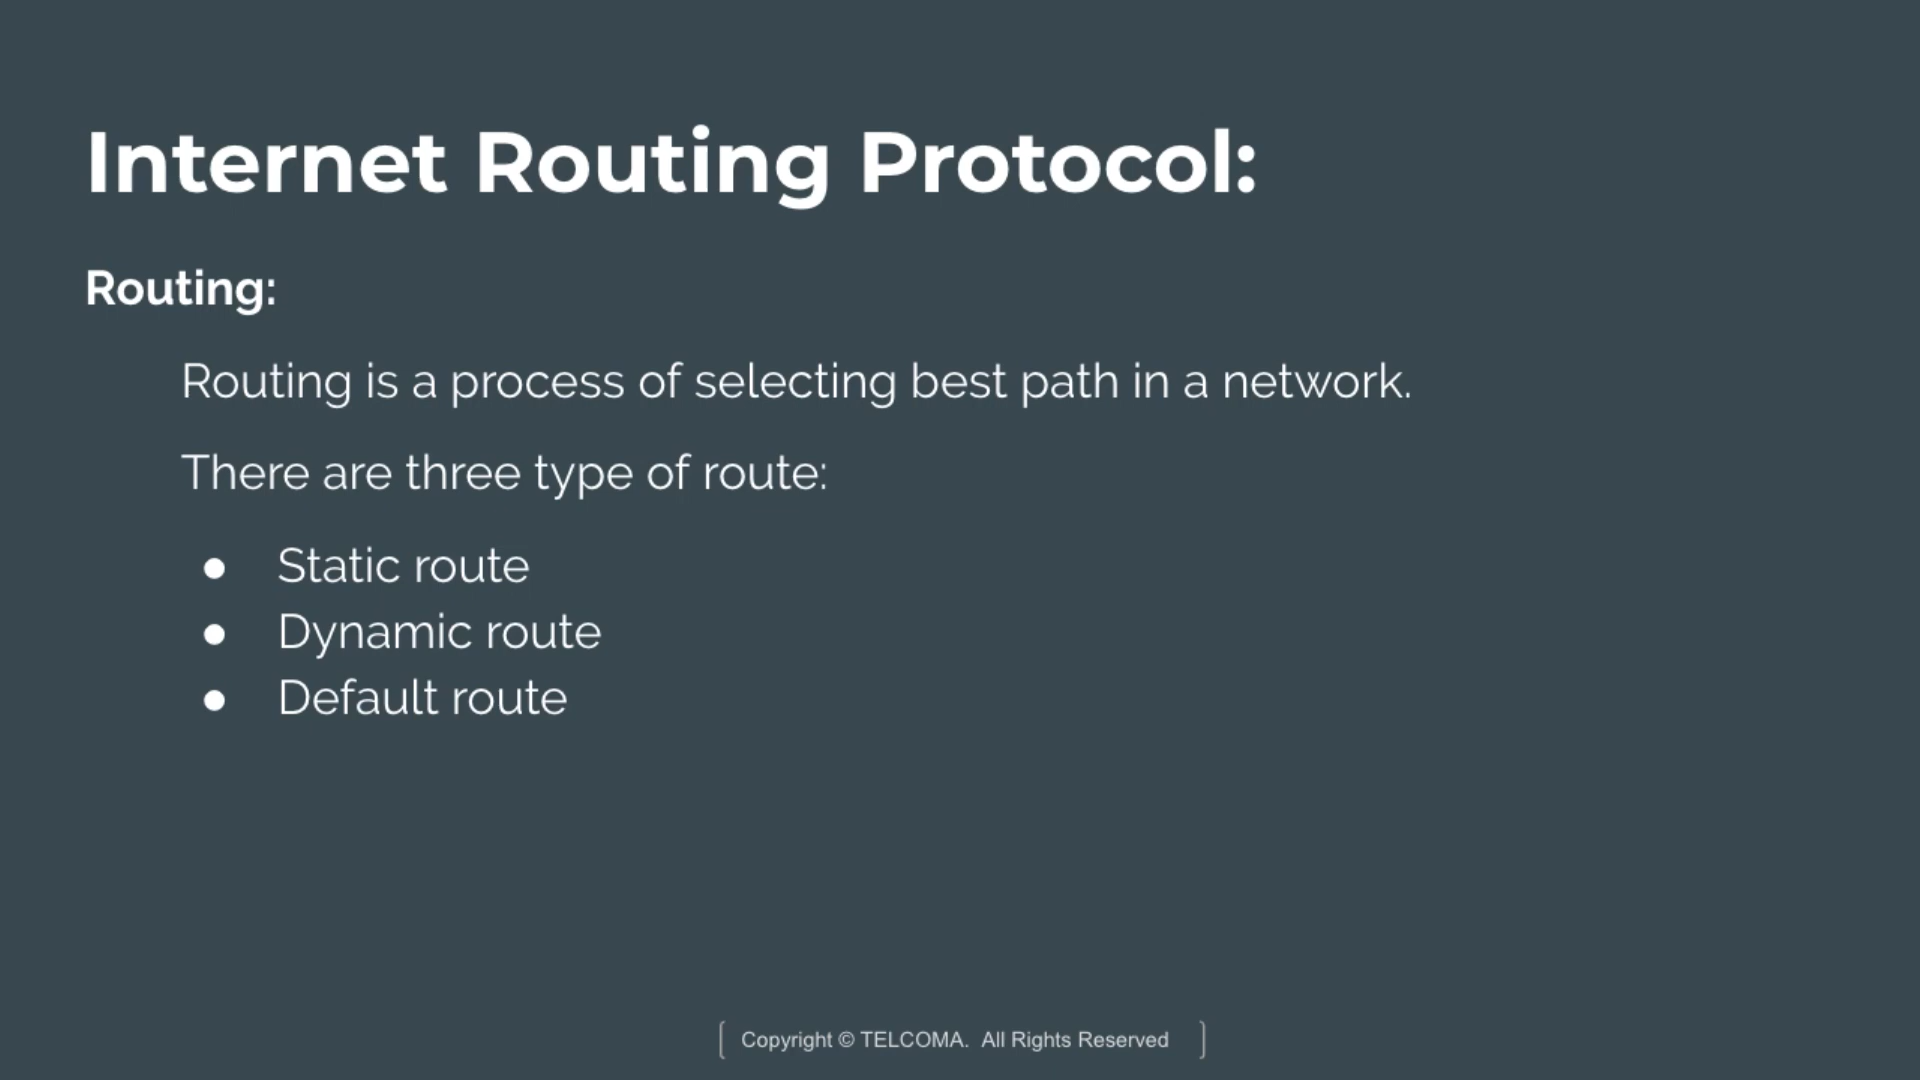 Internet Routing Protocol:
Routing:
Routing is a process of selecting best path in a network.
There are three type of route:
● Static route
● Dynamic route
● Default route
[ Copyright © TELCOMA. All Rights Reserved ]